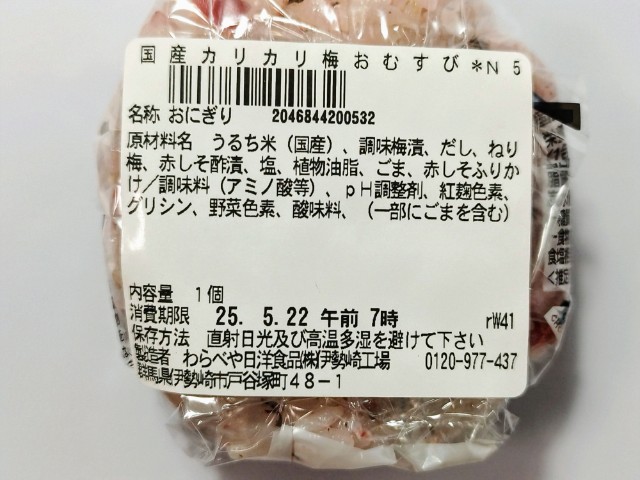 国産カリカリ梅おむすび＊N5
名称 おにぎり 2046844200532
原材料名 うるち米（国産）、調味梅漬、だし、ねり
梅、赤しそ酢漬、塩、植物油脂、ごま、赤しそふりか
け／調味料（アミノ酸等）、pH調整剤、紅麹色素、
グリシン、野菜色素、酸味料、（一部にごまを含む）
内容量 1個
消費期限 25. 5.22 午前 7時 rW41
保存方法 直射日光及び高温多湿を避けて下さい
製造者 わらべや日洋食品㈱伊勢崎工場 0120-977-437
群馬県伊勢崎市戸谷塚町48－1